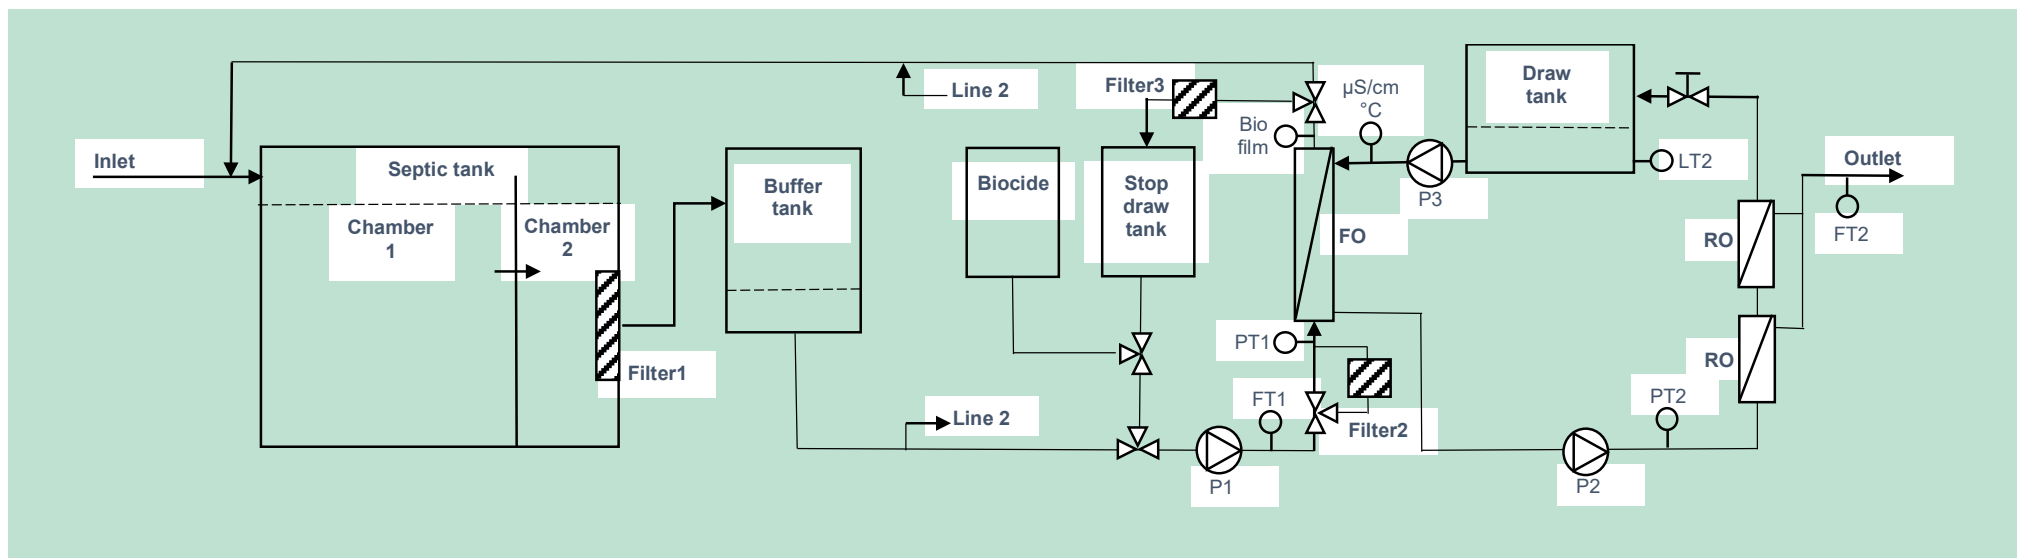 Line 2
Filter3
µS/cm
°C
Draw
tank
Bio
film
Inlet
Septic tank
Buffer
tank
Biocide
Stop
draw
tank
P3
LT2
Outlet
Chamber
1
Chamber
2
FO
RO
FT2
PT1
Filter1
RO
FT1
PT2
Line 2
Filter2
P1
P2